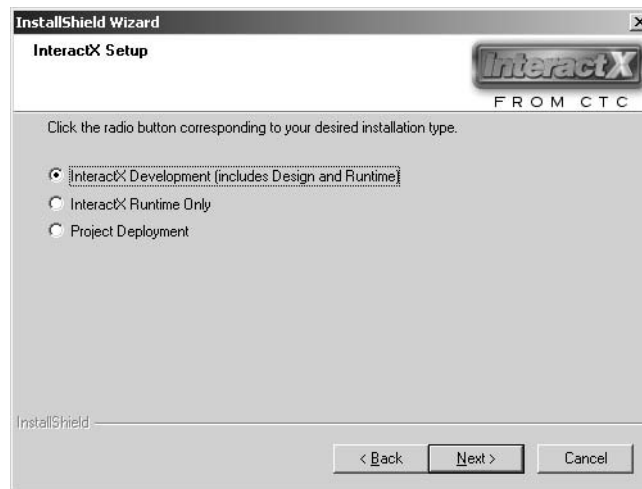 InstallShield Wizard
InteractX Setup
InteractX
FROM CTC
Click the radio button corresponding to your desired installation type.
InteractX Development (includes Design and Runtime)
InteractX Runtime Only
Project Deployment
InstallShield
< Back
Next >
Cancel